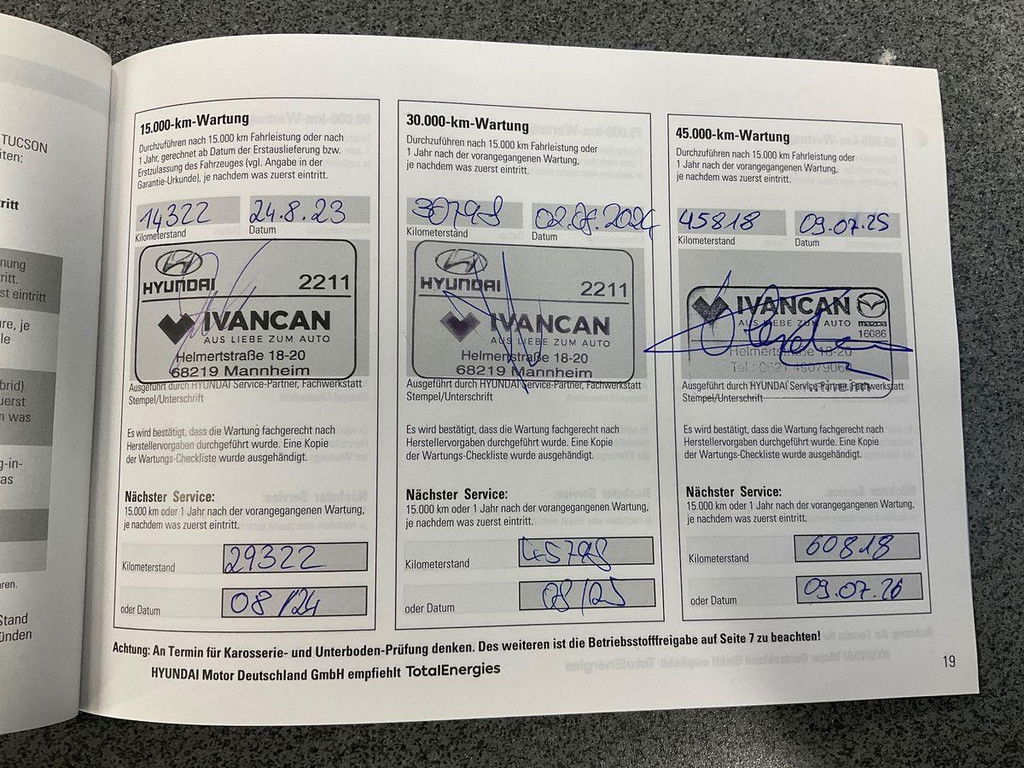 TUCSON
iten:
ritt
nung
ritt.
st eintritt
re, je
le
brid)
uerst
n was
g-in-
as
ren.
Stand
ünden
15.000-km-Wartung
Durchzuführen nach 15.000 km Fahrleistung oder nach
1 Jahr, gerechnet ab Datum der Erstauslieferung bzw.
Erstzulassung des Fahrzeuges (vgl. Angabe in der
Garantie-Urkunde), je nachdem was zuerst eintritt.
14322 24.8.23
Kilometerstand Datum
HYUNDAI 2211
IVANCAN
AUS LIEBE ZUM AUTO
Helmertstraße 18-20
68219 Mannheim
Ausgeführt durch HYUNDAI Service-Partner, Fachwerkstatt
Stempel/Unterschrift
Es wird bestätigt, dass die Wartung fachgerecht nach
Herstellervorgaben durchgeführt wurde. Eine Kopie
der Wartungs-Checkliste wurde ausgehändigt.
Nächster Service:
15.000 km oder 1 Jahr nach der vorangegangenen Wartung,
je nachdem was zuerst eintritt.
Kilometerstand 29322
oder Datum 08/24
30.000-km-Wartung
Durchzuführen nach 15.000 km Fahrleistung oder
1 Jahr nach der vorangegangenen Wartung,
je nachdem was zuerst eintritt.
30798 02.08.2024
Kilometerstand Datum
HYUNDAI 2211
IVANCAN
AUS LIEBE ZUM AUTO
Helmertstraße 18-20
68219 Mannheim
Ausgeführt durch HYUNDAI Service-Partner, Fachwerkstatt
Stempel/Unterschrift
Es wird bestätigt, dass die Wartung fachgerecht nach
Herstellervorgaben durchgeführt wurde. Eine Kopie
der Wartungs-Checkliste wurde ausgehändigt.
Nächster Service:
15.000 km oder 1 Jahr nach der vorangegangenen Wartung,
je nachdem was zuerst eintritt.
Kilometerstand 45798
oder Datum 08/25
45.000-km-Wartung
Durchzuführen nach 15.000 km Fahrleistung oder
1 Jahr nach der vorangegangenen Wartung,
je nachdem was zuerst eintritt.
45818 09.07.25
Kilometerstand Datum
IVANCAN
AUS LIEBE ZUM AUTO mazda
16086
Helmertstraße 18-20
Tel.:
Ausgeführt durch HYUNDAI Service-Partner, Fachwerkstatt
Stempel/Unterschrift
Es wird bestätigt, dass die Wartung fachgerecht nach
Herstellervorgaben durchgeführt wurde. Eine Kopie
der Wartungs-Checkliste wurde ausgehändigt.
Nächster Service:
15.000 km oder 1 Jahr nach der vorangegangenen Wartung,
je nachdem was zuerst eintritt.
Kilometerstand 60818
oder Datum 09.07.26
Achtung: An Termin für Karosserie- und Unterboden-Prüfung denken. Des weiteren ist die Betriebsstofffreigabe auf Seite 7 zu beachten!
HYUNDAI Motor Deutschland GmbH empfiehlt TotalEnergies
19